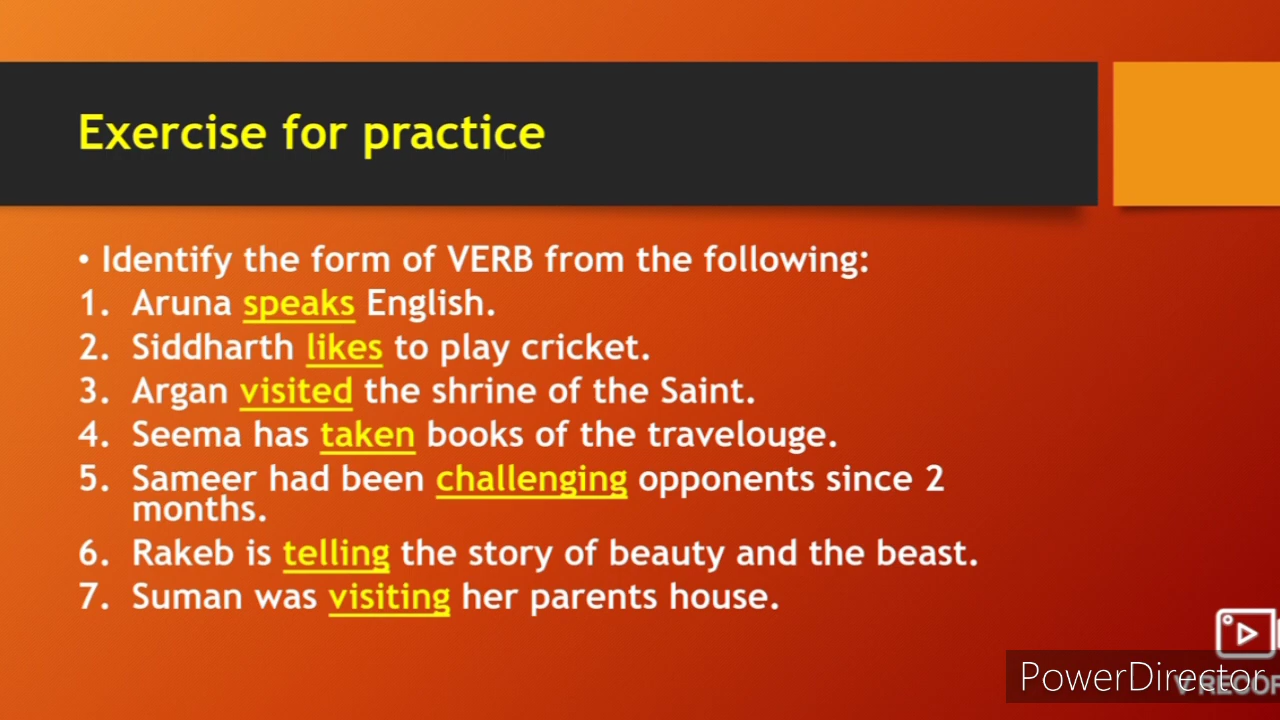 Exercise for practice
• Identify the form of VERB from the following:
1. Aruna speaks English.
2. Siddharth likes to play cricket.
3. Argan visited the shrine of the Saint.
4. Seema has taken books of the travelouge.
5. Sameer had been challenging opponents since 2
months.
6. Rakeb is telling the story of beauty and the beast.
7. Suman was visiting her parents house.
PowerDirector